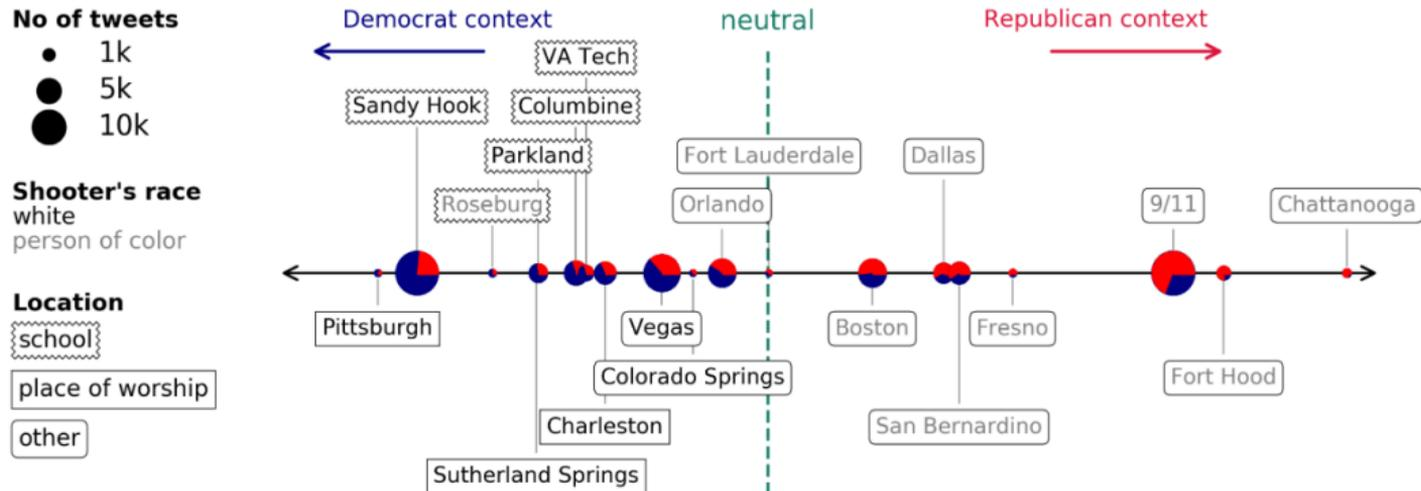 No of tweets
1k
5k
10k
Shooter's race
white
person of color
Location
school
place of worship
other
Democrat context
neutral
Republican context
VA Tech
Sandy Hook
Columbine
Parkland
Fort Lauderdale
Dallas
Roseburg
Orlando
9/11
Chattanooga
Pittsburgh
Vegas
Boston
Fresno
Colorado Springs
Fort Hood
Charleston
San Bernardino
Sutherland Springs